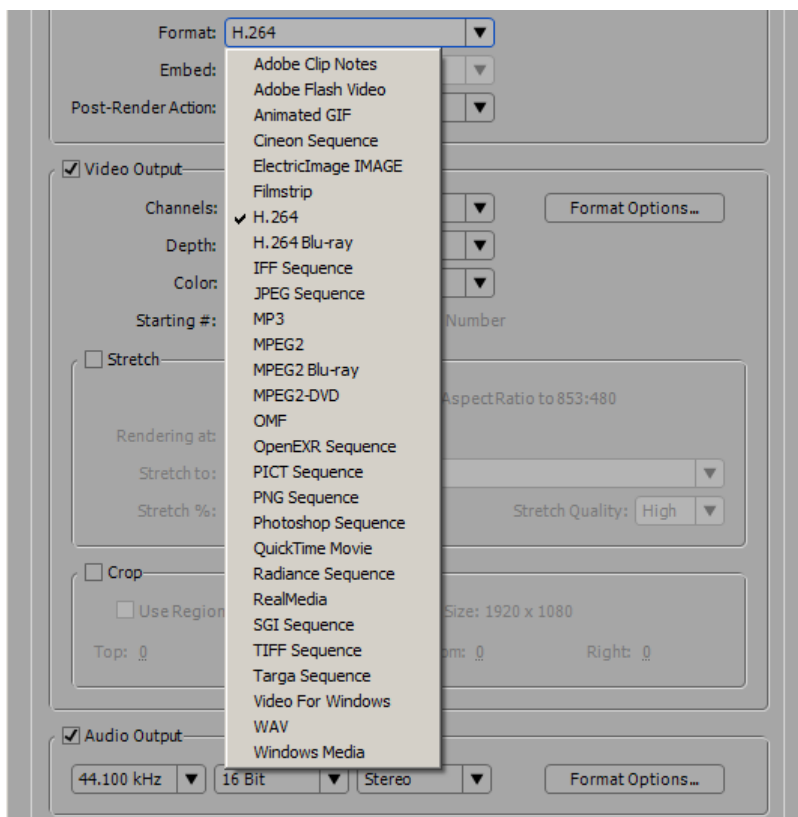 Format: H.264
Adobe Clip Notes
Embed:
Adobe Flash Video
Post-Render Action:
Animated GIF
Cineon Sequence
ElectricImage IMAGE
Video Output
Filmstrip
Channels:
H.264
Format Options...
Depth:
H.264 Blu-ray
IFF Sequence
Color:
JPEG Sequence
Starting #:
MP3
Number
MPEG2
Stretch
MPEG2 Blu-ray
MPEG2-DVD
Aspect Ratio to 853:480
OMF
Rendering at:
OpenEXR Sequence
Stretch to:
PICT Sequence
PNG Sequence
Stretch %:
Photoshop Sequence
Stretch Quality: High
QuickTime Movie
Crop
Radiance Sequence
RealMedia
Use Region
Size: 1920 x 1080
SGI Sequence
TIFF Sequence
Top: 0
om: 0
Right: 0
Targa Sequence
Video For Windows
WAV
Audio Output
Windows Media
44.100 kHz 16 Bit Stereo Format Options...